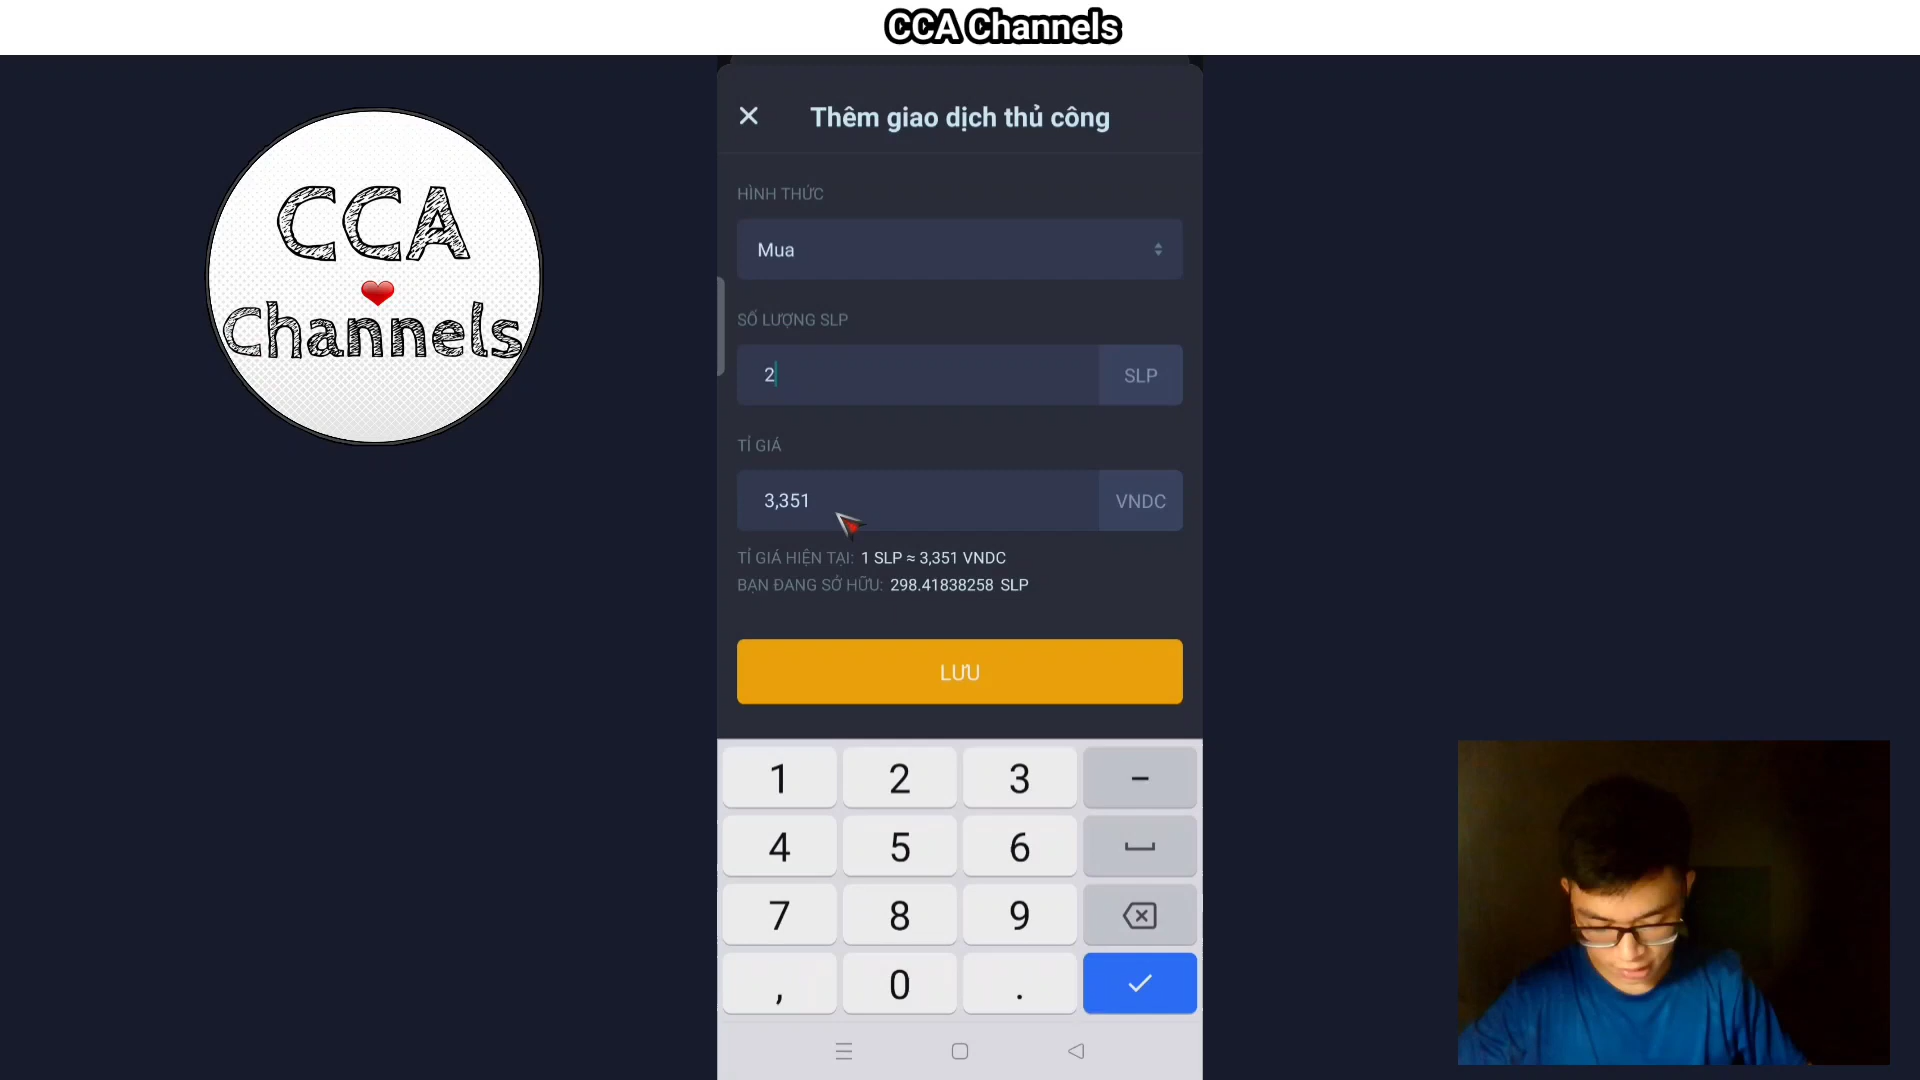 CCA Channels
CCA
Channels
Thêm giao dịch thủ công
HÌNH THỨC
Mua
SỐ LƯỢNG SLP
2
SLP
TỈ GIÁ
3,351
VNDC
TỈ GIÁ HIỆN TẠI: 1 SLP ≈ 3,351 VNDC
BẠN ĐANG SỞ HỮU: 298.41838258 SLP
LƯU
1 2 3 -
4 5 6
7 8 9
, 0 .